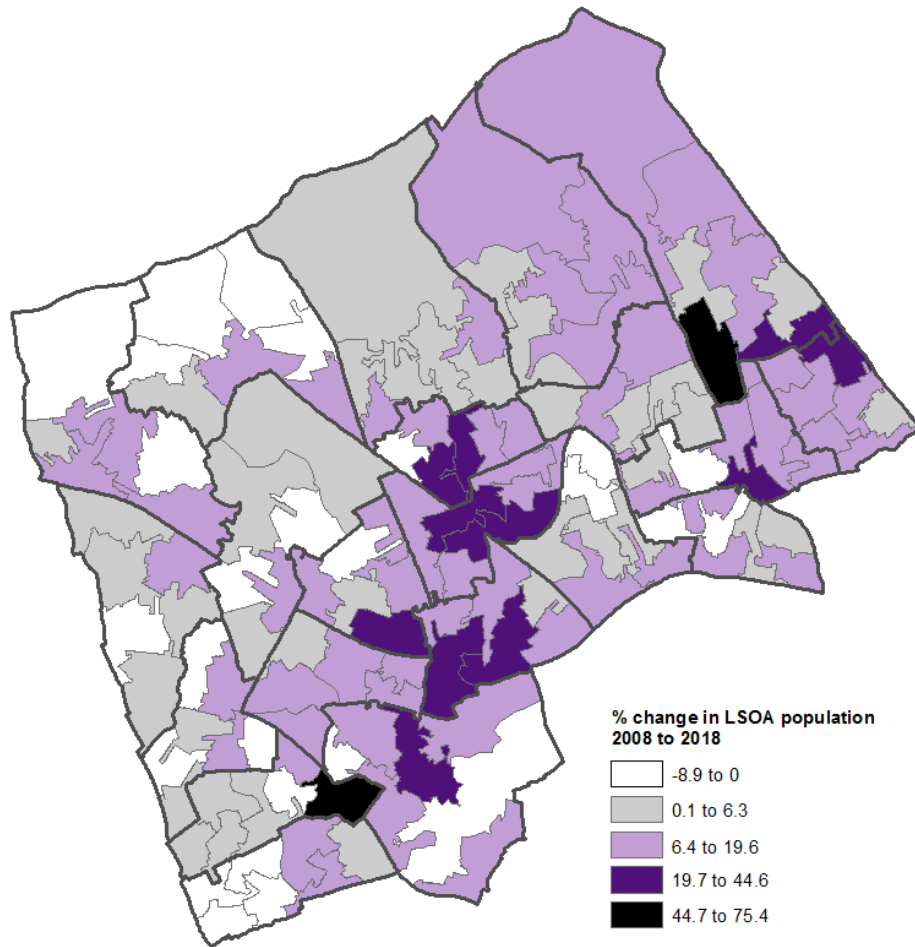 % change in LSOA population
2008 to 2018
-8.9 to 0
0.1 to 6.3
6.4 to 19.6
19.7 to 44.6
44.7 to 75.4